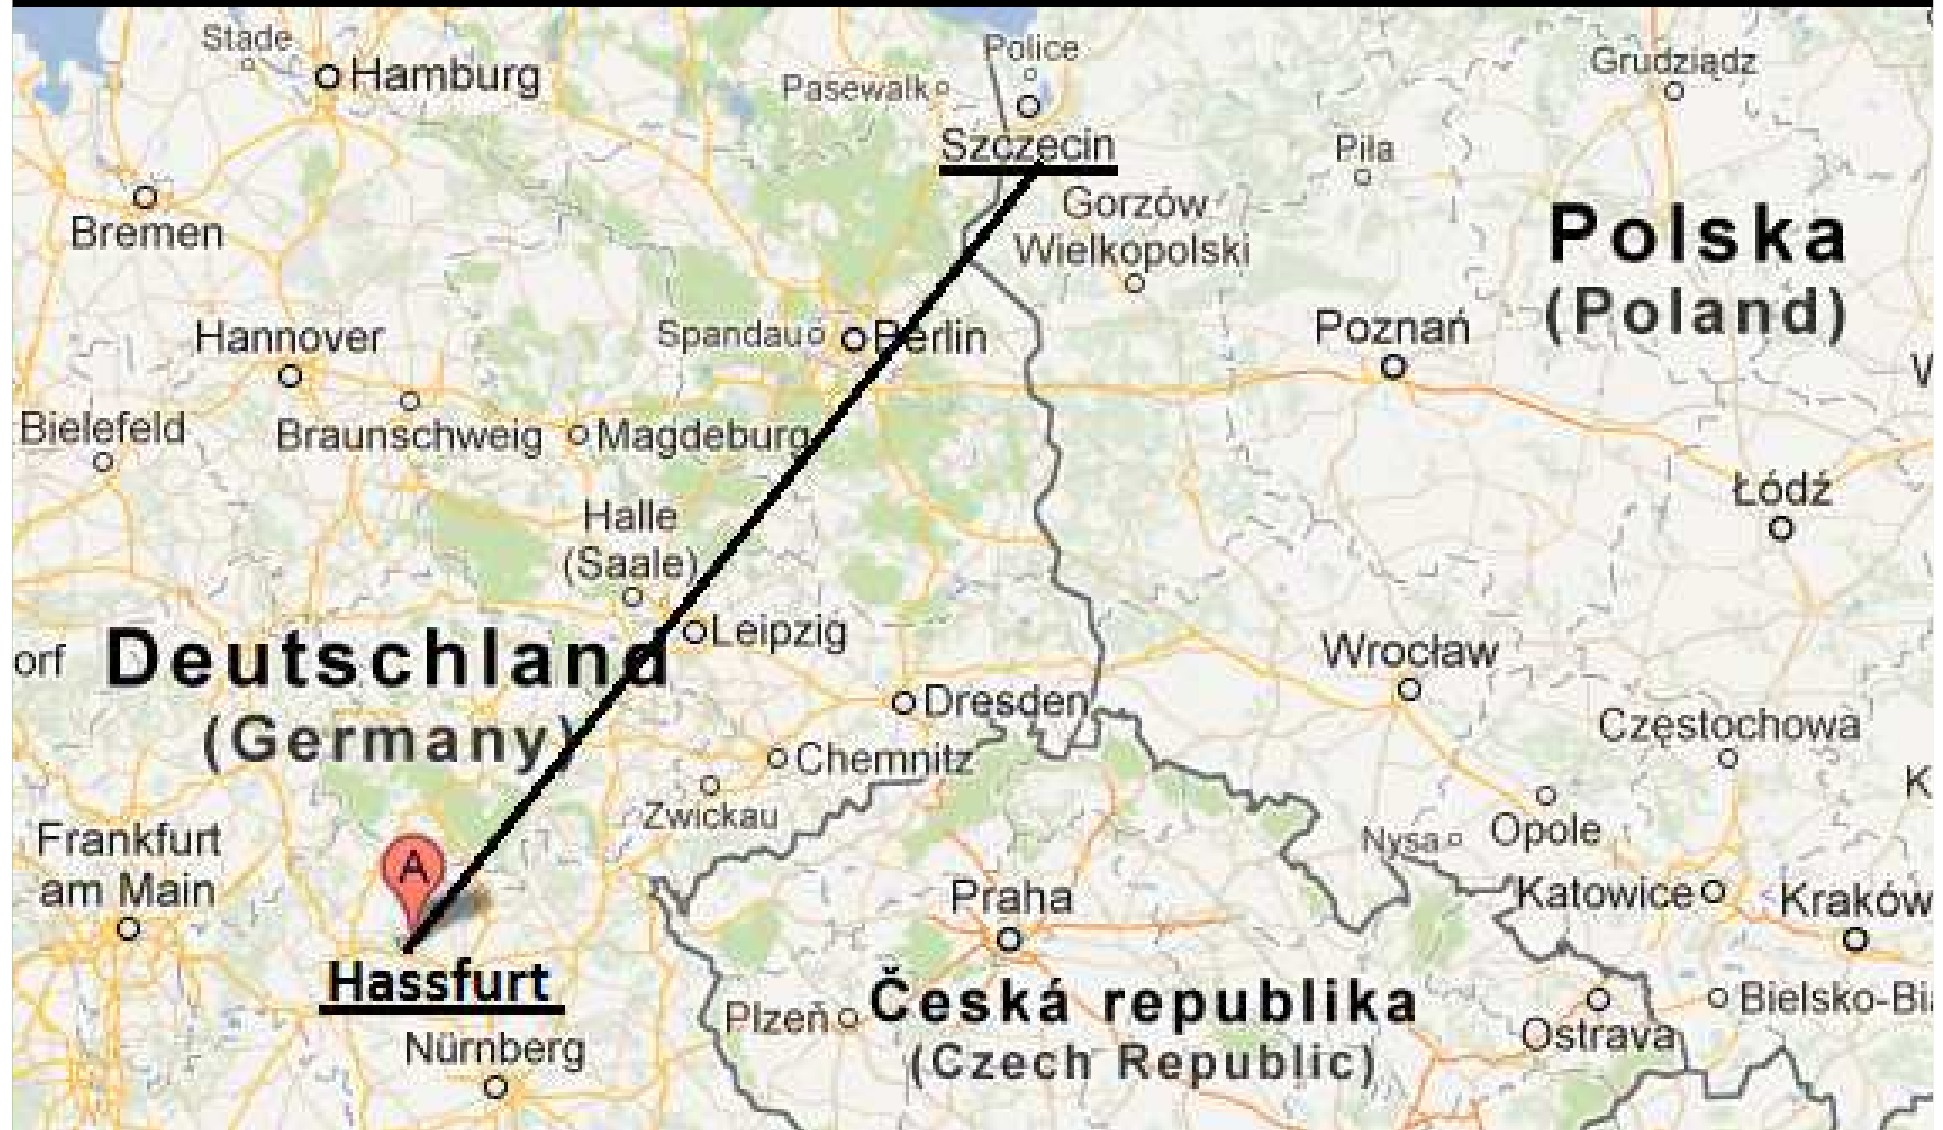 Stade
Hamburg
Police
Pasewalk
Grudziądz
Szczecin
Piła
Bremen
Gorzów
Wielkopolski
Polska
(Poland)
Hannover
Spandau
Berlin
Poznań
W
Bielefeld
Braunschweig
Magdeburg
Łódź
Halle
(Saale)
Leipzig
orf
Deutschland
(Germany)
Wrocław
Dresden
Częstochowa
Chemnitz
K
Zwickau
Frankfurt
am Main
A
Nysa
Opole
Praha
Katowice
Kraków
Hassfurt
Plzeň
Česká republika
(Czech Republic)
Bielsko-Bia
Ostrava
Nürnberg